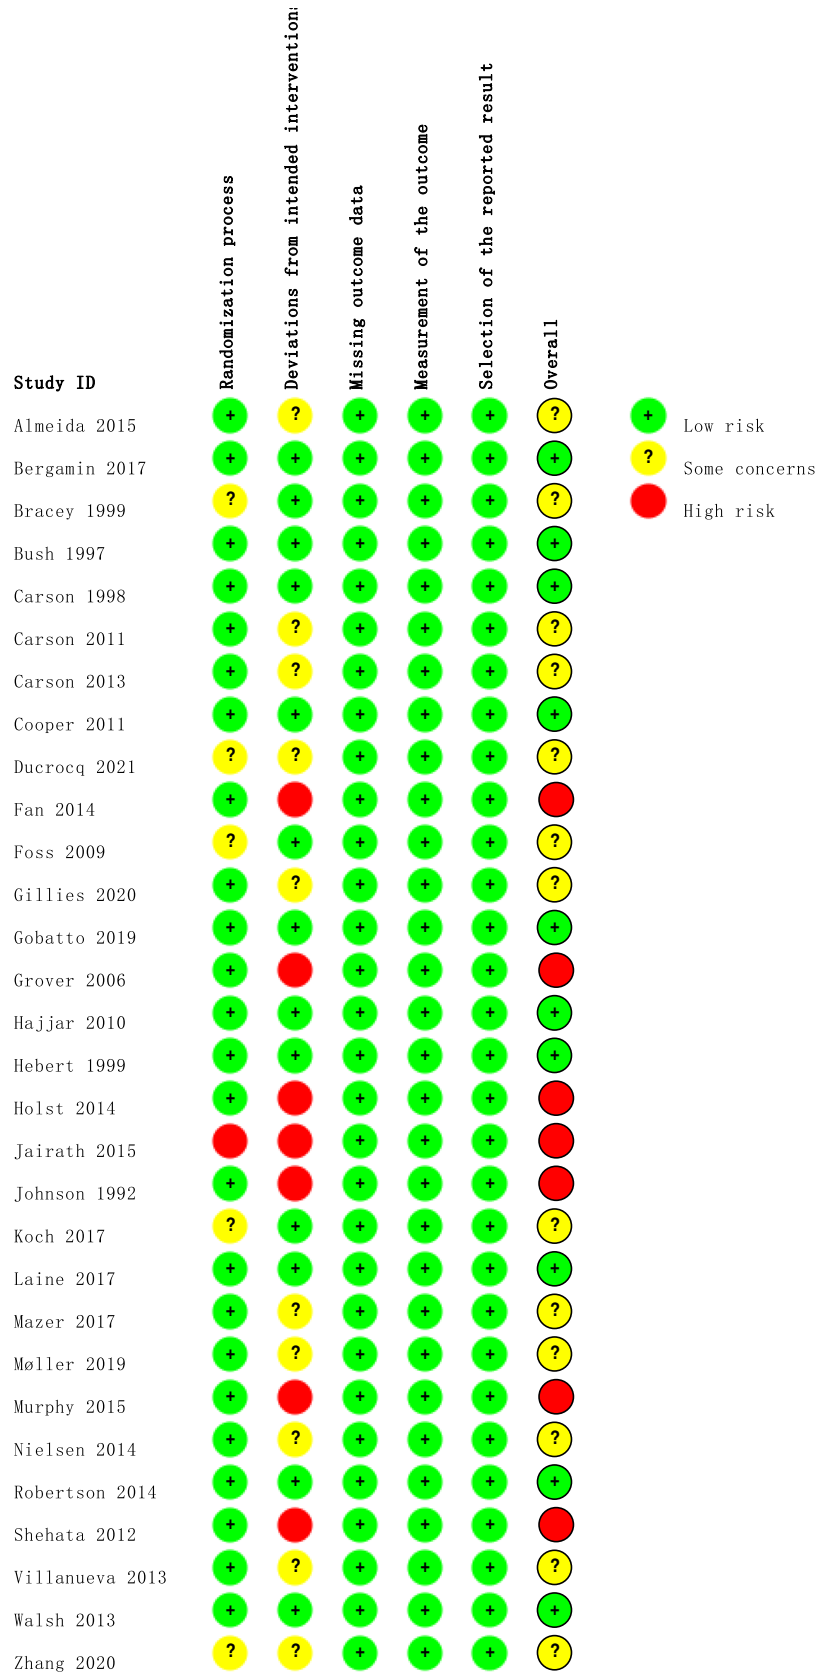 Study ID
Randomization process
Deviations from intended interventions
Missing outcome data
Measurement of the outcome
Selection of the reported result
Overall
Almeida 2015 + ? + + + ?
Bergamin 2017 + + + + + +
Bracey 1999 ? + + + + ?
Bush 1997 + + + + + +
Carson 1998 + + + + + +
Carson 2011 + ? + + + ?
Carson 2013 + ? + + + ?
Cooper 2011 + + + + + +
Ducrocq 2021 ? ? + + + ?
Fan 2014 + + + +
Foss 2009 ? + + + + ?
Gillies 2020 + ? + + + ?
Gobatto 2019 + + + + + +
Grover 2006 + + + +
Hajjar 2010 + + + + + +
Hebert 1999 + + + + + +
Holst 2014 + + + +
Jairath 2015 + + +
Johnson 1992 + + + +
Koch 2017 ? + + + + ?
Laine 2017 + + + + + +
Mazer 2017 + ? + + + ?
Møller 2019 + ? + + + ?
Murphy 2015 + + + +
Nielsen 2014 + ? + + + ?
Robertson 2014 + + + + + +
Shehata 2012 + + + +
Villanueva 2013 + ? + + + ?
Walsh 2013 + + + + + +
Zhang 2020 ? ? + + + ?
+ Low risk
? Some concerns
High risk